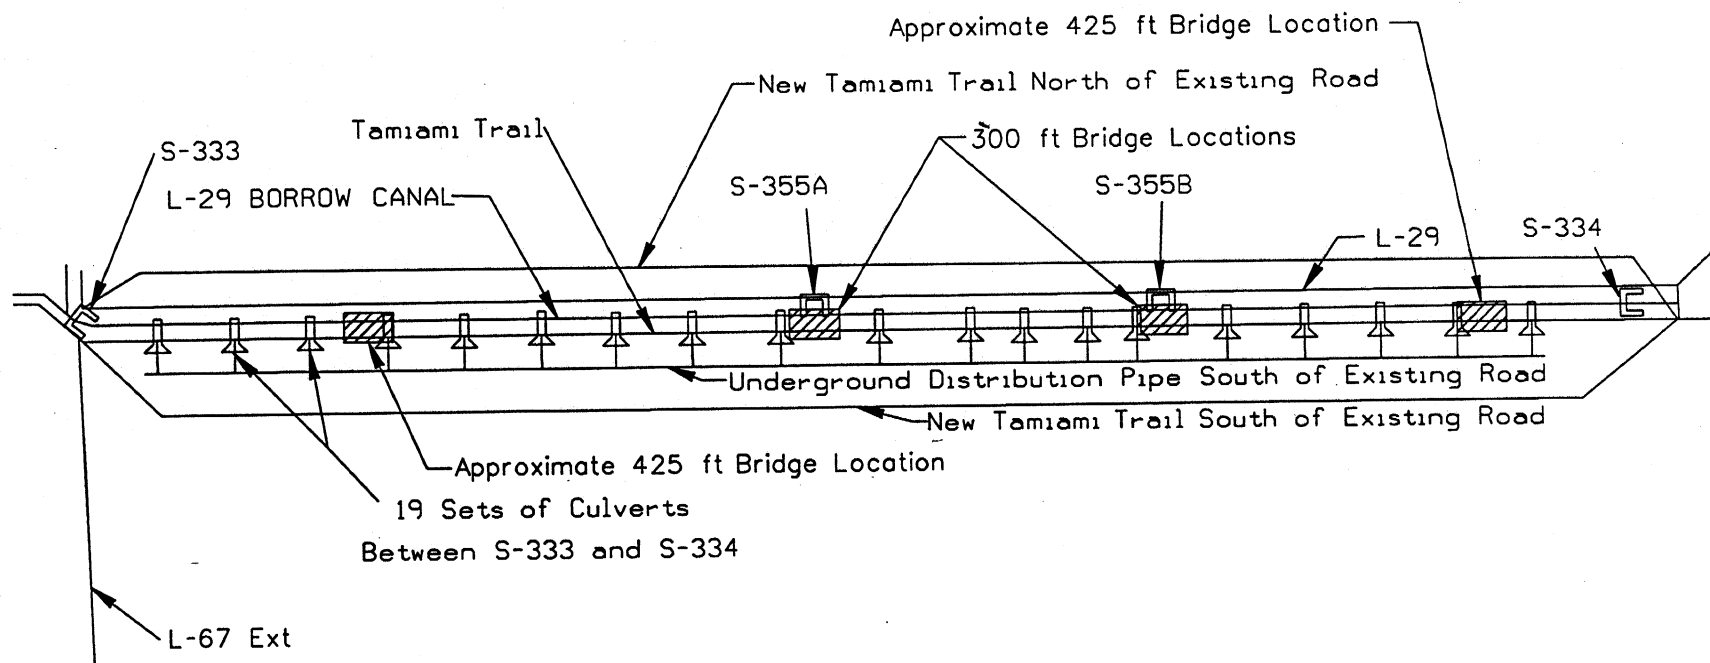 Approximate 425 ft Bridge Location
New Tamiami Trail North of Existing Road
Tamiami Trail
300 ft Bridge Locations
S-333
S-355A
S-355B
L-29 BORROW CANAL
L-29
S-334
Underground Distribution Pipe South of Existing Road
New Tamiami Trail South of Existing Road
Approximate 425 ft Bridge Location
19 Sets of Culverts
Between S-333 and S-334
L-67 Ext